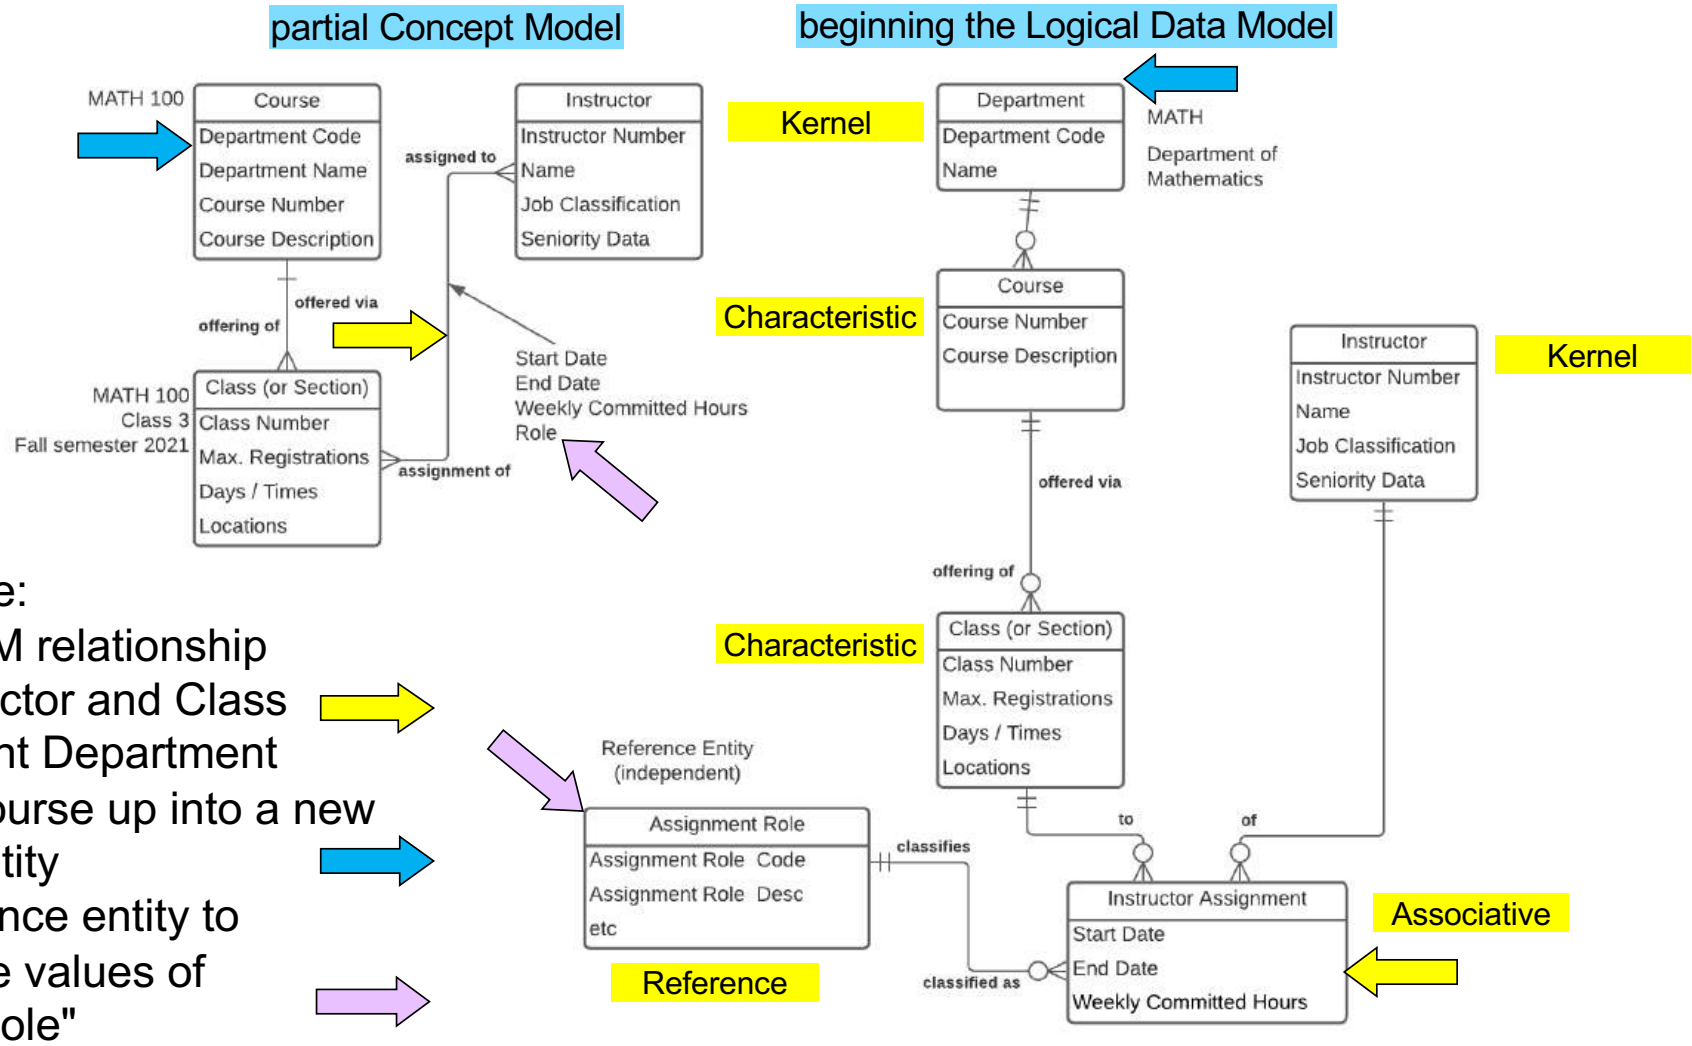 partial Concept Model
beginning the Logical Data Model
MATH 100
Course
Department Code
Department Name
Course Number
Course Description
Instructor
Instructor Number
Name
Job Classification
Seniority Data
assigned to
offered via
offering of
Start Date
End Date
Weekly Committed Hours
Role
MATH 100
Class 3
Fall semester 2021
Class (or Section)
Class Number
Max. Registrations
Days / Times
Locations
assignment of
Kernel
Department
Department Code
Name
MATH
Department of
Mathematics
Characteristic
Course
Course Number
Course Description
Instructor
Instructor Number
Name
Job Classification
Seniority Data
Kernel
offered via
offering of
Characteristic
Class (or Section)
Class Number
Max. Registrations
Days / Times
Locations
e:
M relationship
ctor and Class
nt Department
ourse up into a new
tity
nce entity to
e values of
ole"
Reference Entity
(independent)
Assignment Role
Assignment Role Code
Assignment Role Desc
etc
Reference
classifies
classified as
to
of
Instructor Assignment
Start Date
End Date
Weekly Committed Hours
Associative